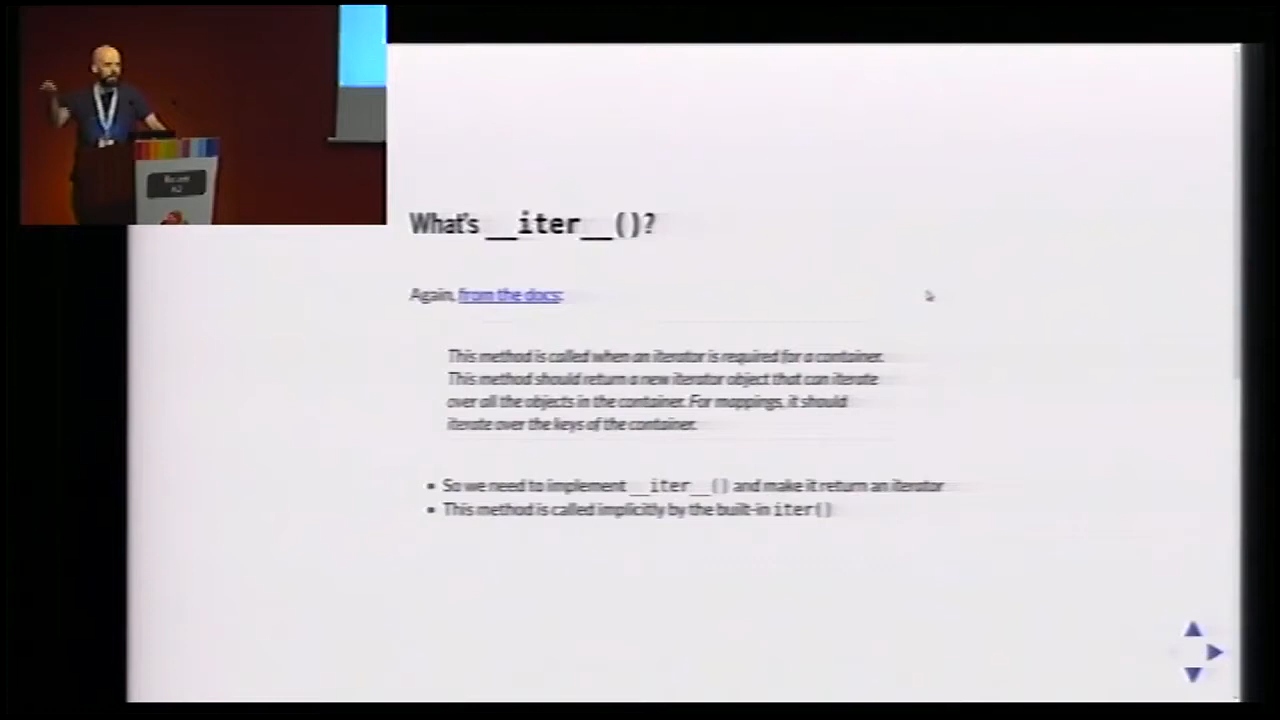 What's __iter__()?
Again, from the docs:
This method is called when an iterator is required for a container.
This method should return a new iterator object that can iterate
over all the objects in the container. For mappings, it should
iterate over the keys of the container.
So we need to implement __iter__() and make it return an iterator
This method is called implicitly by the built-in iter()